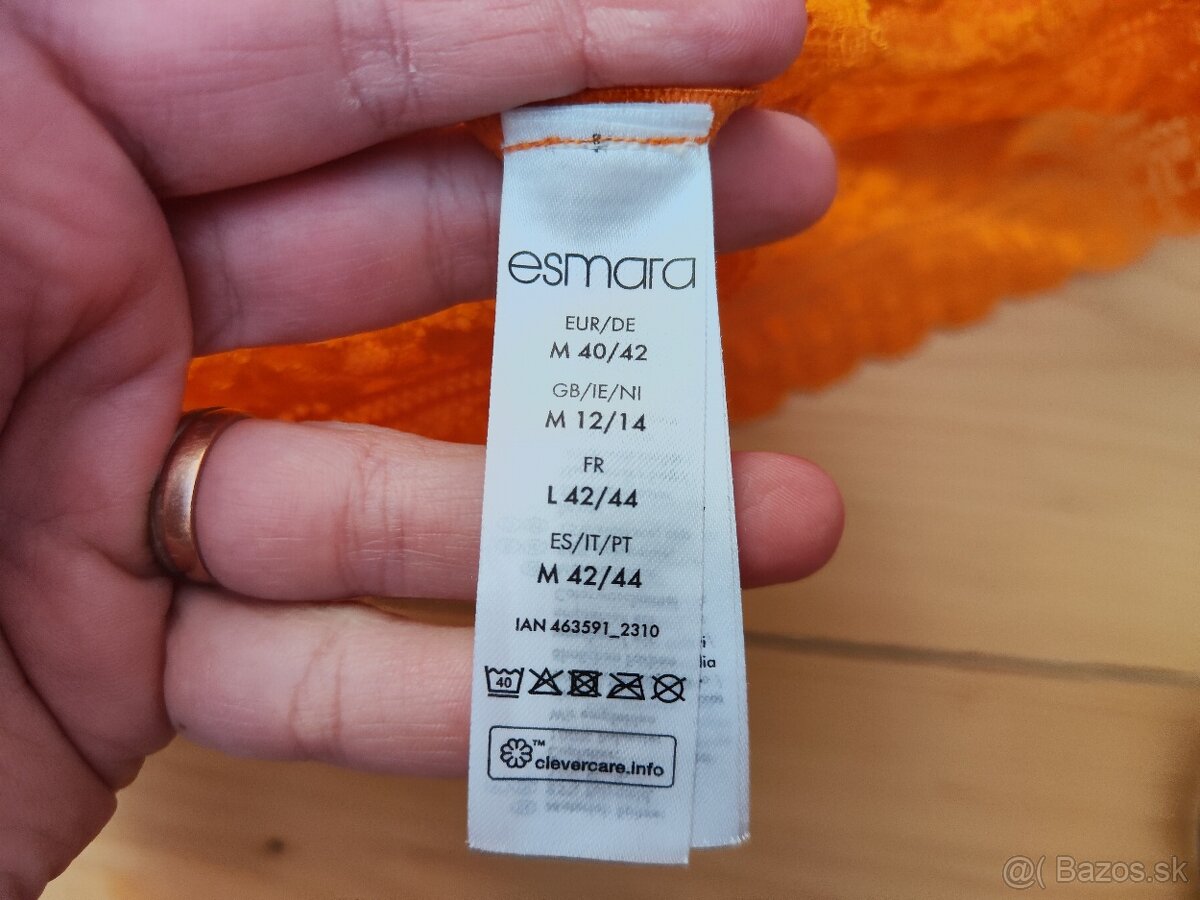 esmara
EUR/DE
M 40/42
GB/IE/NI
M 12/14
FR
L 42/44
ES/IT/PT
M 42/44
IAN 463591_2310
40
™
clevercare.info
@( Bazos.sk